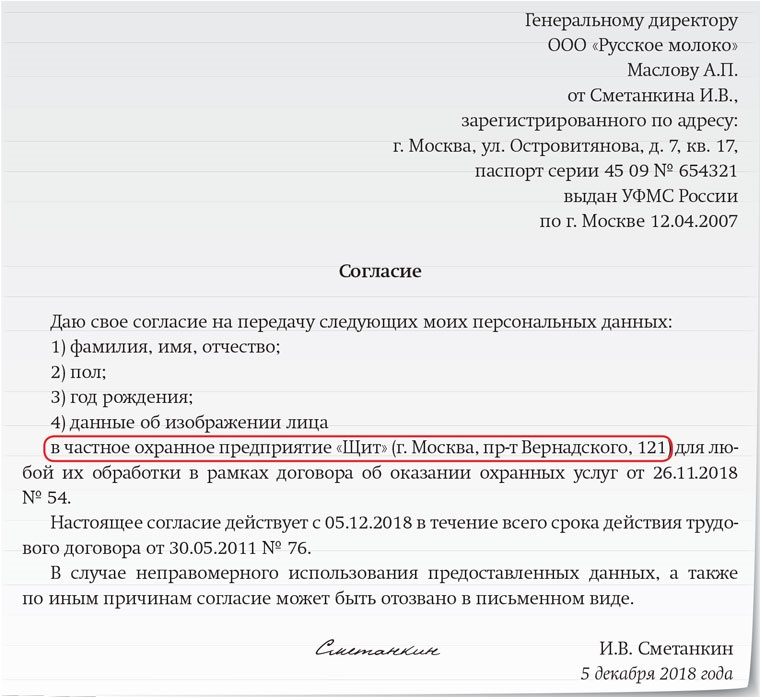 Генеральному директору
ООО «Русское молоко»
Маслову А.П.
от Сметанкина И.В.,
зарегистрированного по адресу:
г. Москва, ул. Островитянова, д. 7, кв. 17,
паспорт серии 45 09 № 654321
выдан УФМС России
по г. Москве 12.04.2007
Согласие
Даю свое согласие на передачу следующих моих персональных данных:
1) фамилия, имя, отчество;
2) пол;
3) год рождения;
4) данные об изображении лица
в частное охранное предприятие «Щит» (г. Москва, пр-т Вернадского, 121) для лю-
бой их обработки в рамках договора об оказании охранных услуг от 26.11.2018
№ 54.
Настоящее согласие действует с 05.12.2018 в течение всего срока действия трудо-
вого договора от 30.05.2011 № 76.
В случае неправомерного использования предоставленных данных, а также
по иным причинам согласие может быть отозвано в письменном виде.
Сметанкин И.В. Сметанкин
5 декабря 2018 года